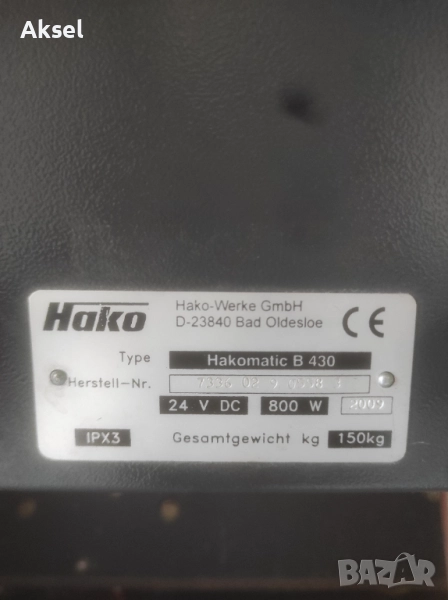 Aksel
Hako
Hako-Werke GmbH
D-23840 Bad Oldesloe
CE
Type Hakomatic B 430
Herstell-Nr.
24 V DC 800 W 2009
IPX3 Gesamtgewicht kg 150kg
BAZAR